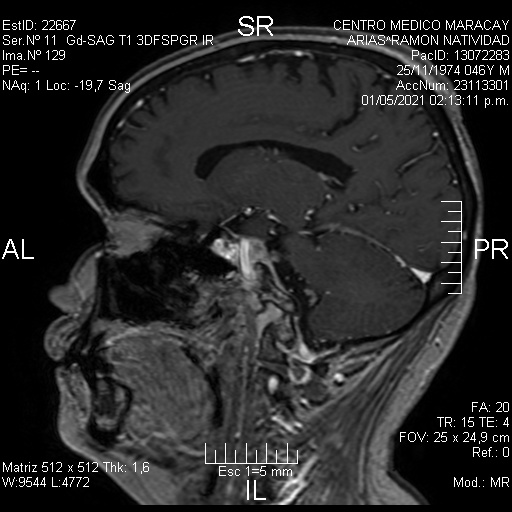 EstID: 22667
Ser.Nº 11 Gd-SAG T1 3DFSPGR IR
Ima.Nº 129
PE= --
NAq: 1 Loc: -19,7 Sag
SR
CENTRO MEDICO MARACAY
ARIAS^RAMON NATIVIDAD
PacID: 13072283
25/11/1974 046Y M
AccNum: 23113301
01/05/2021 02:13:11 p.m.
AL
PR
FA: 20
TR: 15 TE: 4
FOV: 25 x 24,9 cm
Ref.: 0
Mod.: MR
Matriz 512 x 512 Thk: 1,6
W:9544 L:4772
Esc 1=5 mm
IL